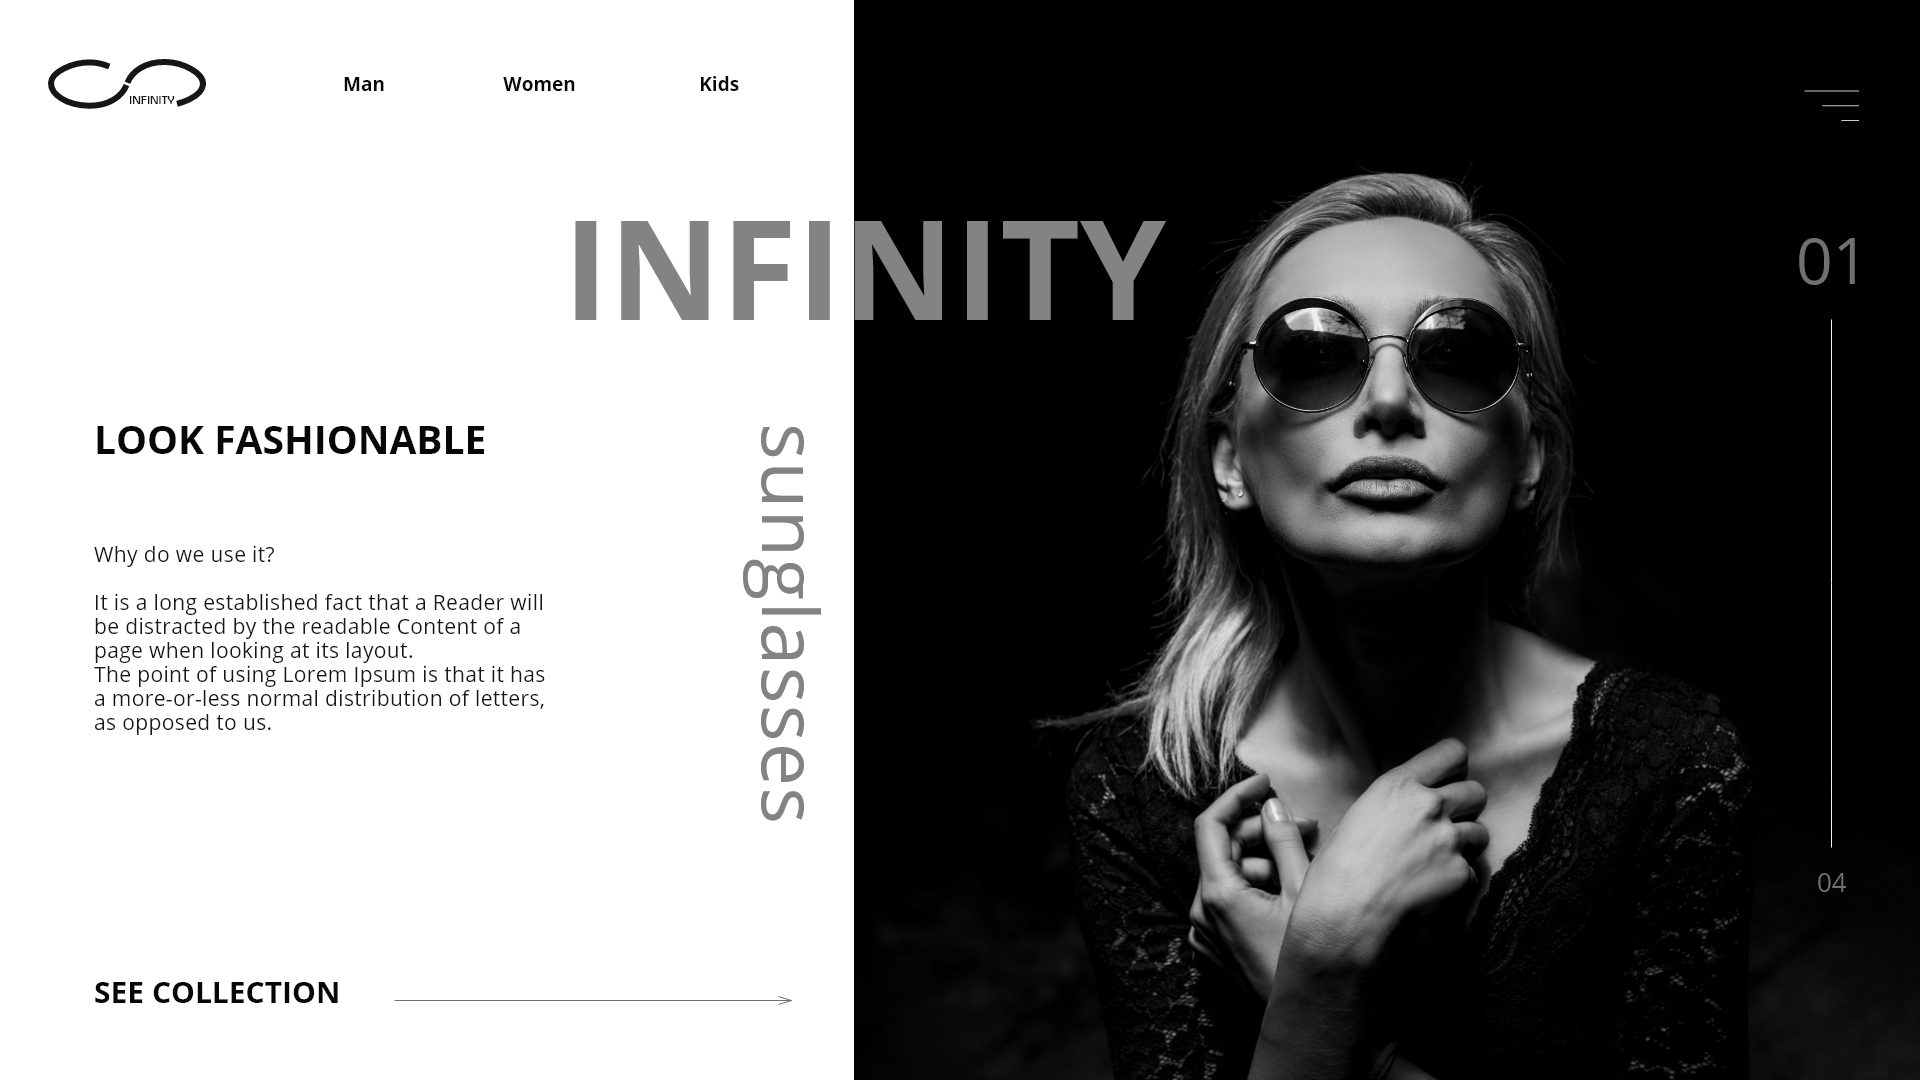 INFINITY
Man
Women
Kids
INFINITY
01
LOOK FASHIONABLE
sunglasses
Why do we use it?
It is a long established fact that a Reader will
be distracted by the readable Content of a
page when looking at its layout.
The point of using Lorem Ipsum is that it has
a more-or-less normal distribution of letters,
as opposed to us.
04
SEE COLLECTION